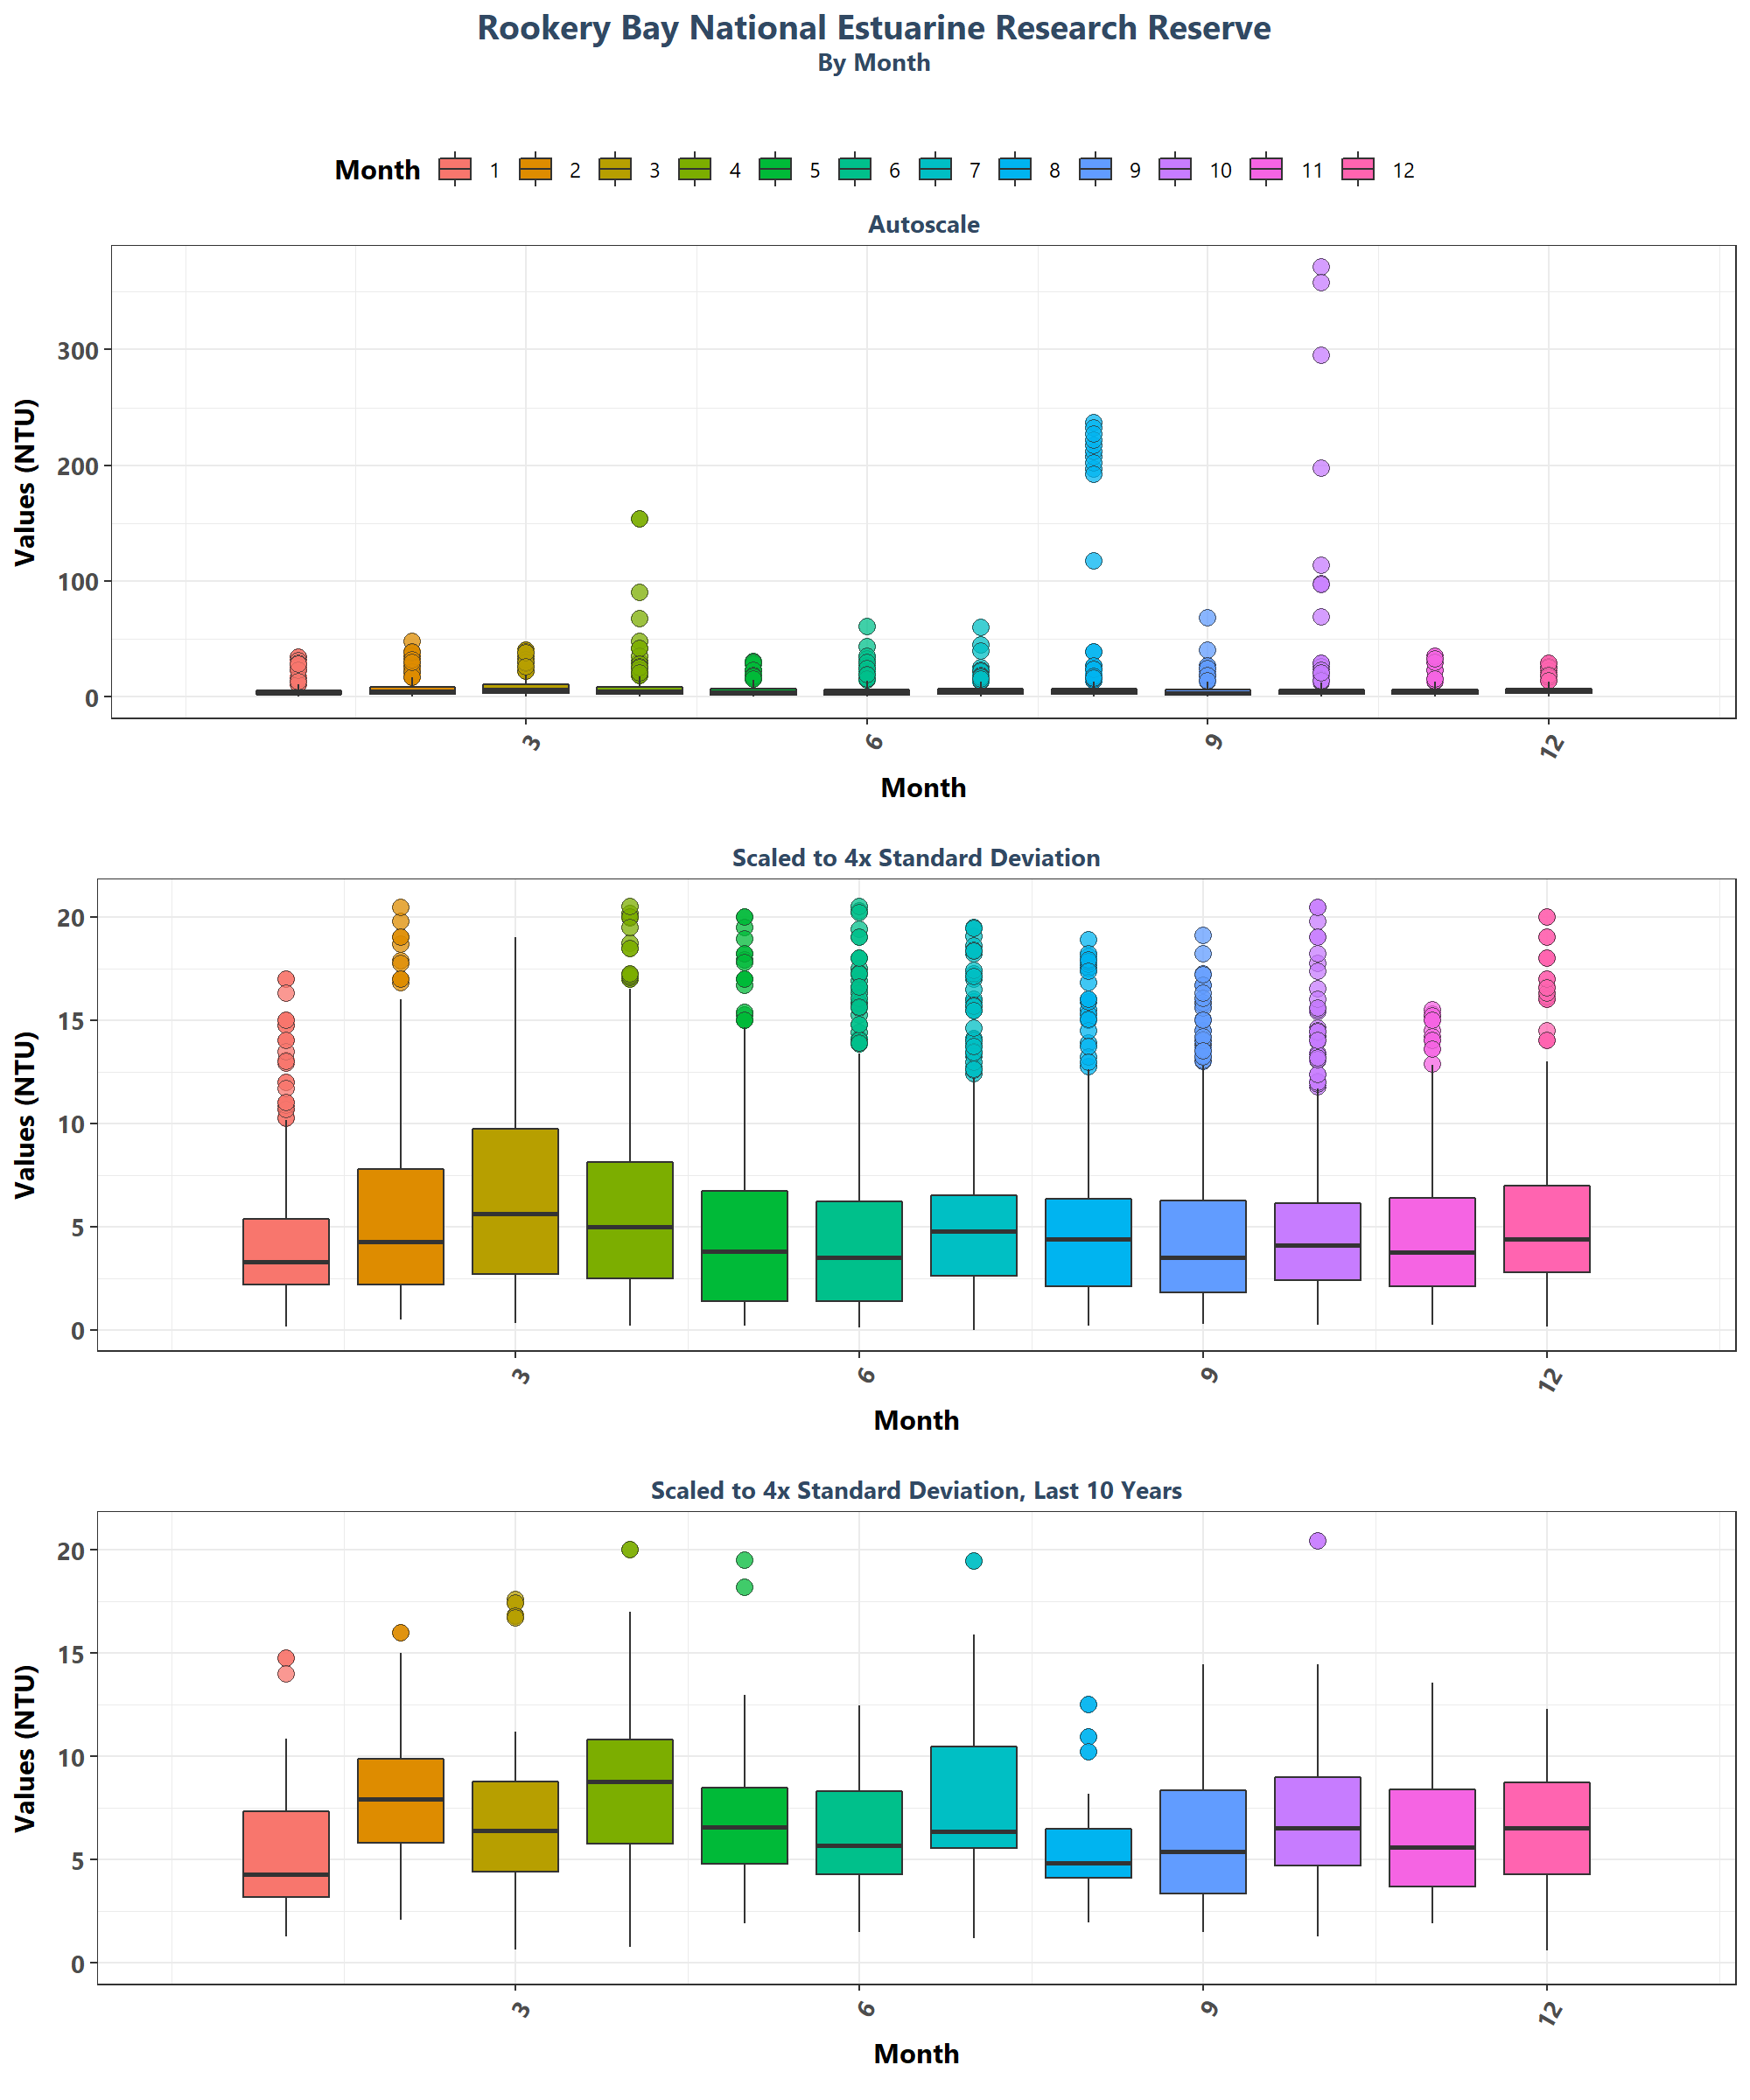 Rookery Bay National Estuarine Research Reserve
By Month
Month 1 2 3 4 5 6 7 8 9 10 11 12
Autoscale
Values (NTU)
300
200
100
0
3 6 9 12
Month
Scaled to 4x Standard Deviation
Values (NTU)
20
15
10
5
0
3 6 9 12
Month
Scaled to 4x Standard Deviation, Last 10 Years
Values (NTU)
20
15
10
5
0
3 6 9 12
Month